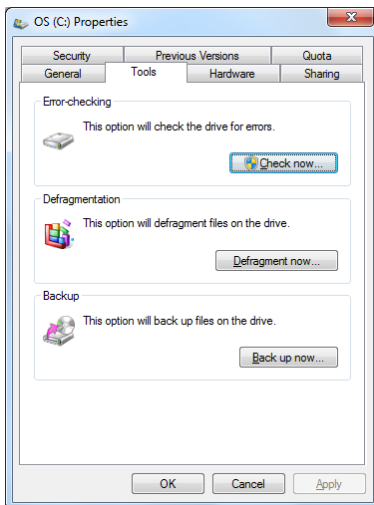 OS (C:) Properties
Security Previous Versions Quota
General Tools Hardware Sharing
Error-checking
This option will check the drive for errors.
Check now...
Defragmentation
This option will defragment files on the drive.
Defragment now...
Backup
This option will back up files on the drive.
Back up now...
OK Cancel Apply